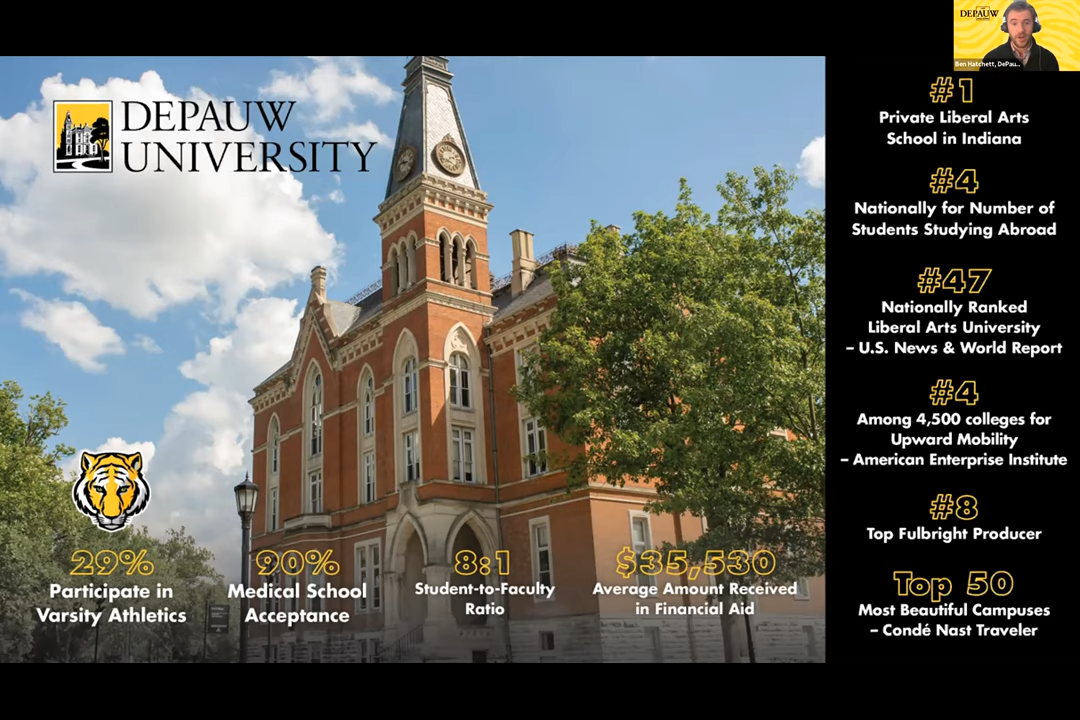 DEPAUW
UNIVERSITY
29%
Participate in
Varsity Athletics
90%
Medical School
Acceptance
8:1
Student-to-Faculty
Ratio
$35,530
Average Amount Received
in Financial Aid
DEPAUW
Ben Hatchett, DePau...
#1
Private Liberal Arts
School in Indiana
#4
Nationally for Number of
Students Studying Abroad
#47
Nationally Ranked
Liberal Arts University
– U.S. News & World Report
#4
Among 4,500 colleges for
Upward Mobility
– American Enterprise Institute
#8
Top Fulbright Producer
Top 50
Most Beautiful Campuses
– Condé Nast Traveler